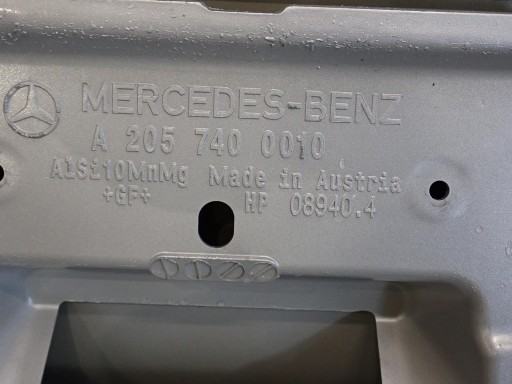 MERCEDES-BENZ
A 205 740 0010
AlSi10MnMg Made in Austria
+GF+ HP 08940.4